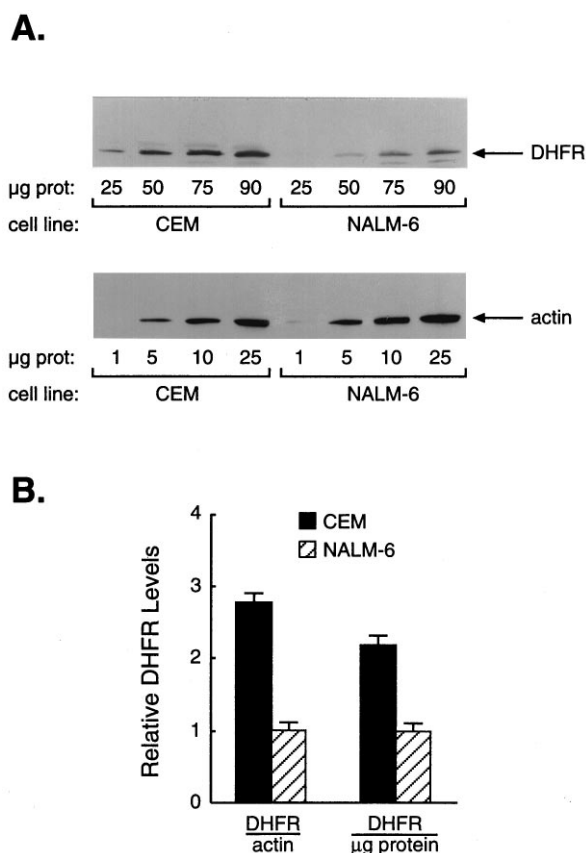 A.
DHFR
µg prot: 25 50 75 90 25 50 75 90
cell line: CEM NALM-6
actin
µg prot: 1 5 10 25 1 5 10 25
cell line: CEM NALM-6
B.
4
3
2
1
0
Relative DHFR Levels
CEM
NALM-6
DHFR
actin
DHFR
µg protein